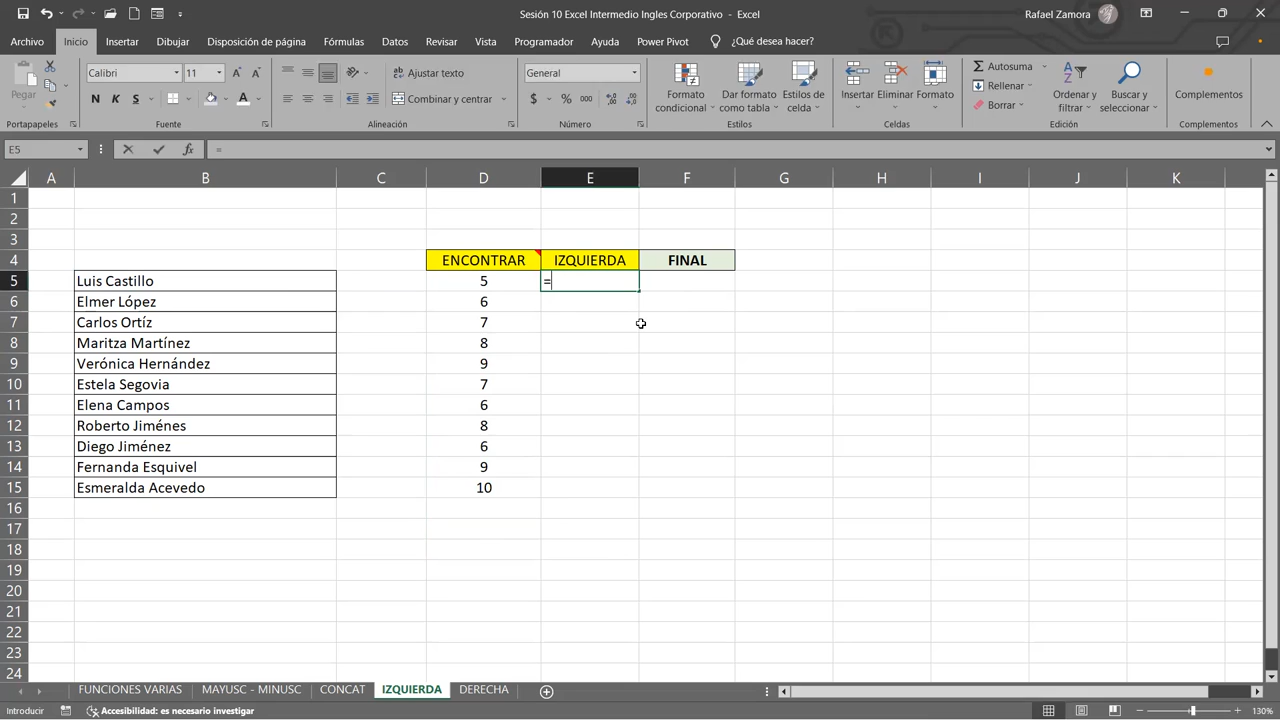 Sesión 10 Excel Intermedio Ingles Corporativo - Excel
Rafael Zamora
Archivo Inicio Insertar Dibujar Disposición de página Fórmulas Datos Revisar Vista Programador Ayuda Power Pivot ¿Qué desea hacer?
Pegar
Calibri 11
N K S
Ajustar texto
Combinar y centrar
General
$ % 000
Formato condicional
Dar formato como tabla
Estilos de celda
Insertar Eliminar Formato
Autosuma
Rellenar
Borrar
Ordenar y filtrar
Buscar y seleccionar
Complementos
Portapapeles Fuente Alineación Número Estilos Celdas Edición Complementos
E5 fx =
A B C D E F G H I J K
1
2
3
4 ENCONTRAR IZQUIERDA FINAL
5 Luis Castillo 5 =
6 Elmer López 6
7 Carlos Ortíz 7
8 Maritza Martínez 8
9 Verónica Hernández 9
10 Estela Segovia 7
11 Elena Campos 6
12 Roberto Jiménes 8
13 Diego Jiménez 6
14 Fernanda Esquivel 9
15 Esmeralda Acevedo 10
16
17
18
19
20
21
22
23
24
FUNCIONES VARIAS MAYUSC - MINUSC CONCAT IZQUIERDA DERECHA
Introducir Accesibilidad: es necesario investigar 130%